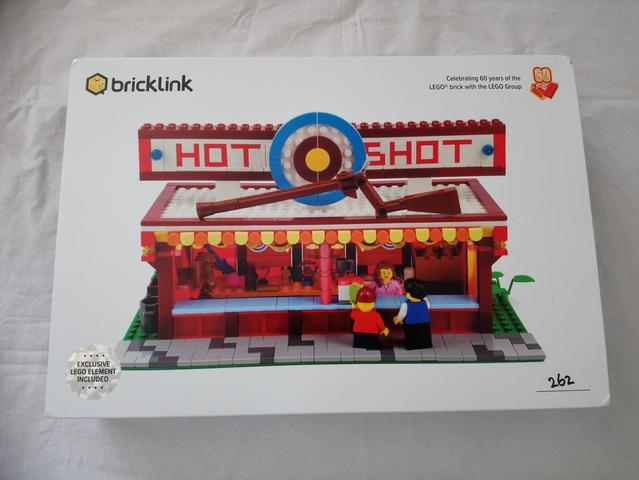 bricklink
EXCLUSIVE
LEGO ELEMENT
INCLUDED
HOT SHOT
Celebrating 60 years of the
LEGO® brick with the LEGO Group
60
262